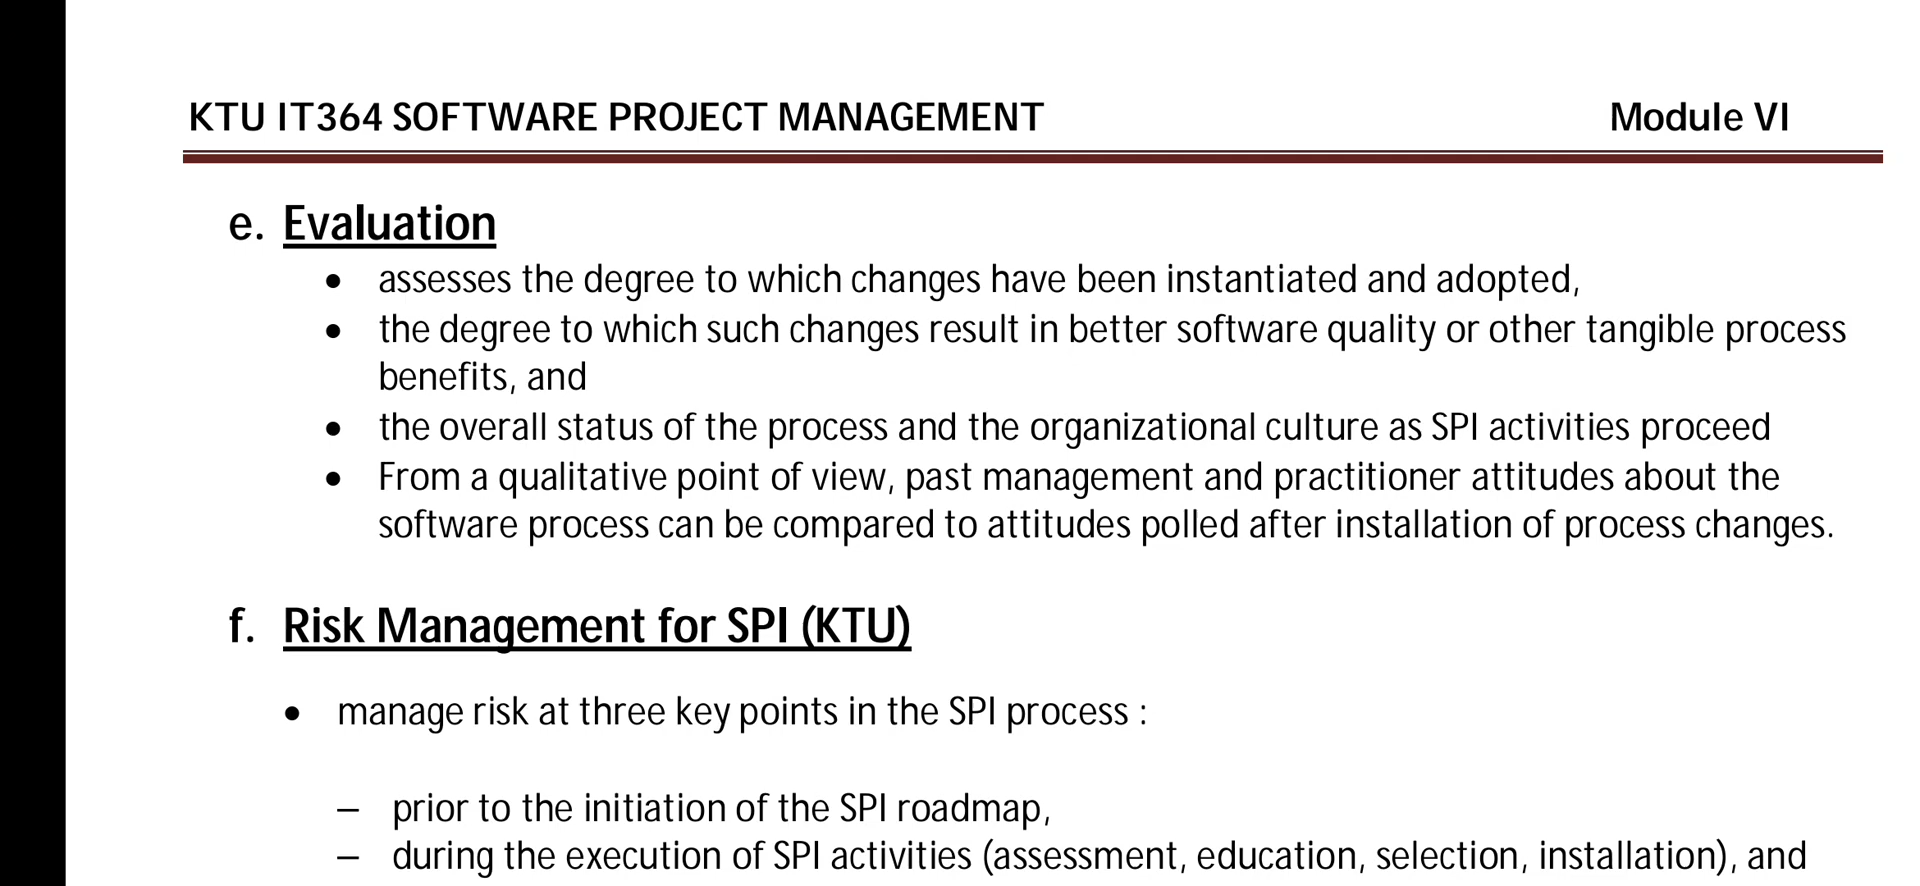 KTU IT364 SOFTWARE PROJECT MANAGEMENT Module VI
e. Evaluation
• assesses the degree to which changes have been instantiated and adopted,
• the degree to which such changes result in better software quality or other tangible process
benefits, and
• the overall status of the process and the organizational culture as SPI activities proceed
• From a qualitative point of view, past management and practitioner attitudes about the
software process can be compared to attitudes polled after installation of process changes.
f. Risk Management for SPI (KTU)
• manage risk at three key points in the SPI process :
– prior to the initiation of the SPI roadmap,
– during the execution of SPI activities (assessment, education, selection, installation), and